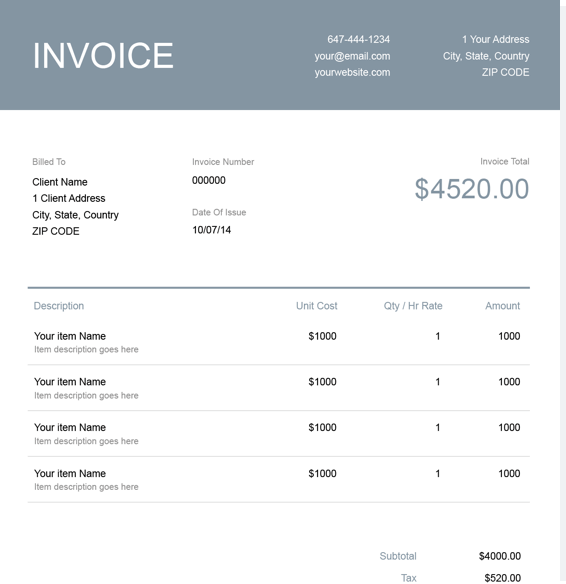 INVOICE
647-444-1234
your@email.com
yourwebsite.com
1 Your Address
City, State, Country
ZIP CODE
Billed To
Client Name
1 Client Address
City, State, Country
ZIP CODE
Invoice Number
000000
Date Of Issue
10/07/14
Invoice Total
$4520.00
Description Unit Cost Qty / Hr Rate Amount
Your item Name $1000 1 1000
Item description goes here
Your item Name $1000 1 1000
Item description goes here
Your item Name $1000 1 1000
Item description goes here
Your item Name $1000 1 1000
Item description goes here
Subtotal $4000.00
Tax $520.00